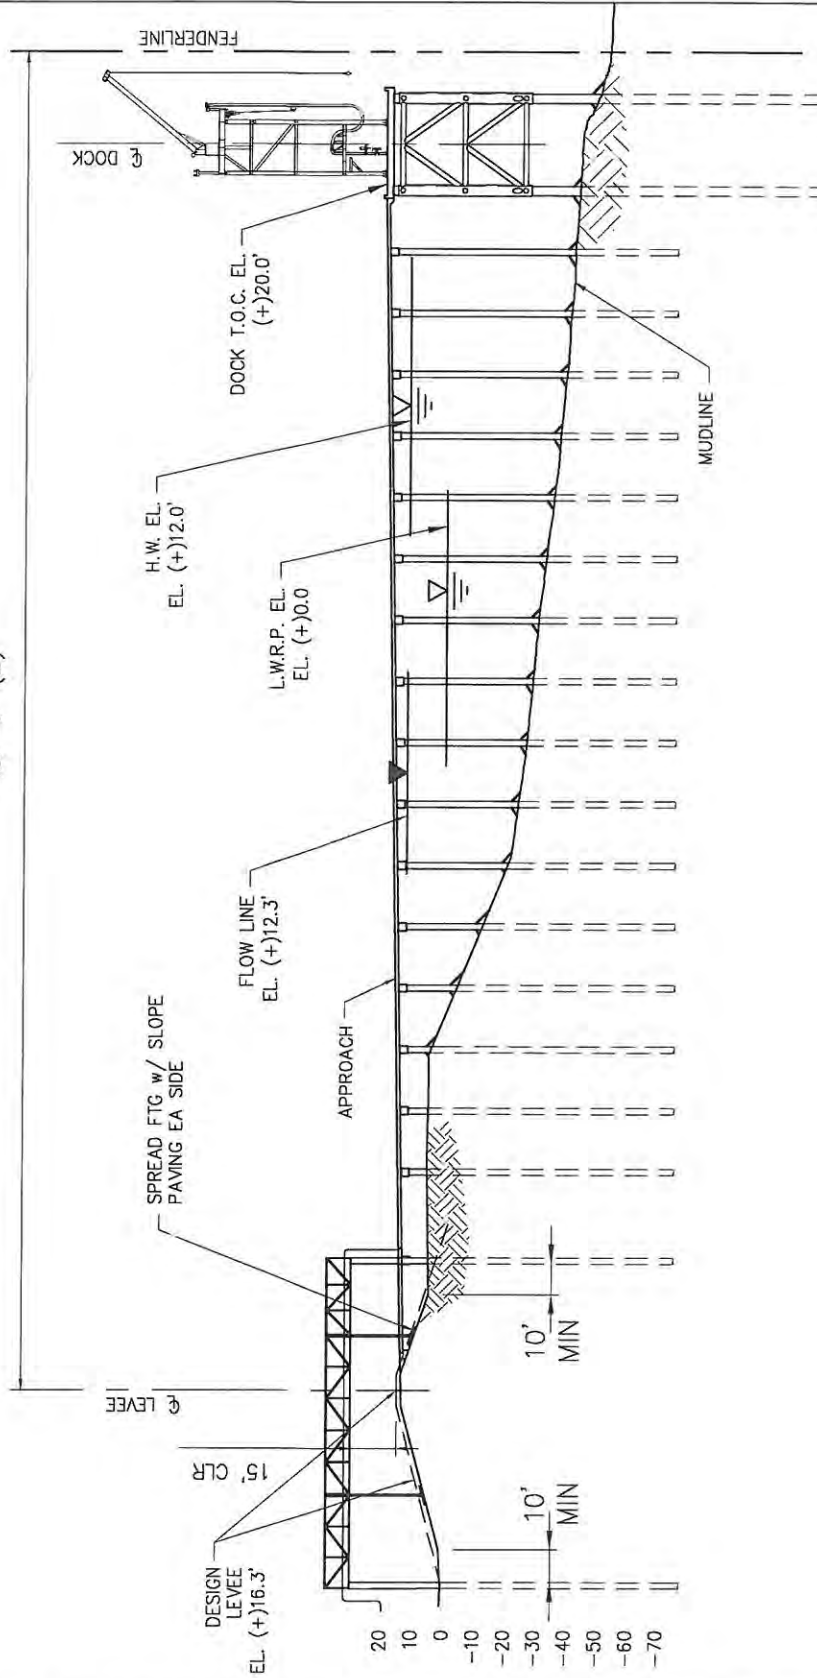 FENDERLINE
℄ DOCK
DOCK T.O.C. EL.
(+)20.0'
H.W. EL.
EL. (+)12.0'
L.W.R.P. EL.
EL. (+)0.0
MUDLINE
FLOW LINE
EL. (+)12.3'
APPROACH
SPREAD FTG w/ SLOPE
PAVING EA SIDE
℄ LEVEE
15' CLR
DESIGN
LEVEE
EL. (+)16.3'
10'
MIN
10'
MIN
20
10
0
-10
-20
-30
-40
-50
-60
-70